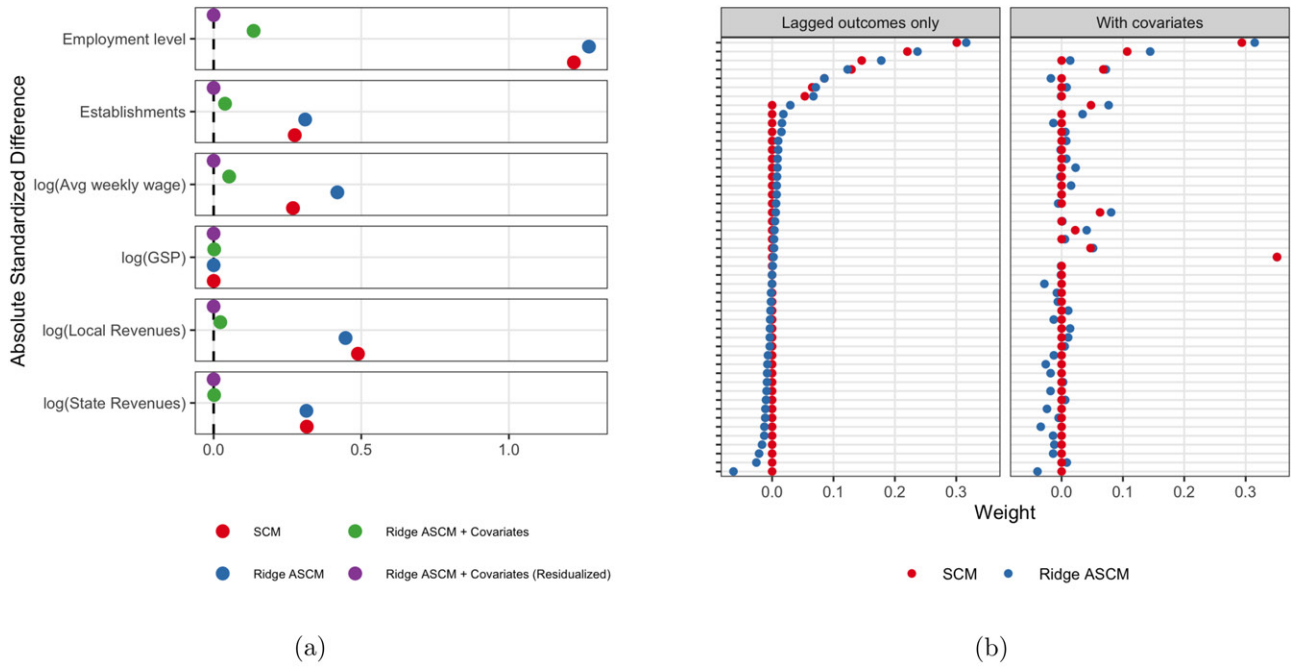 Absolute Standardized Difference
Employment level
Establishments
log(Avg weekly wage)
log(GSP)
log(Local Revenues)
log(State Revenues)
0.0 0.5 1.0
SCM
Ridge ASCM + Covariates
Ridge ASCM
Ridge ASCM + Covariates (Residualized)
(a)
Lagged outcomes only
With covariates
0.0 0.1 0.2 0.3
0.0 0.1 0.2 0.3
Weight
SCM
Ridge ASCM
(b)